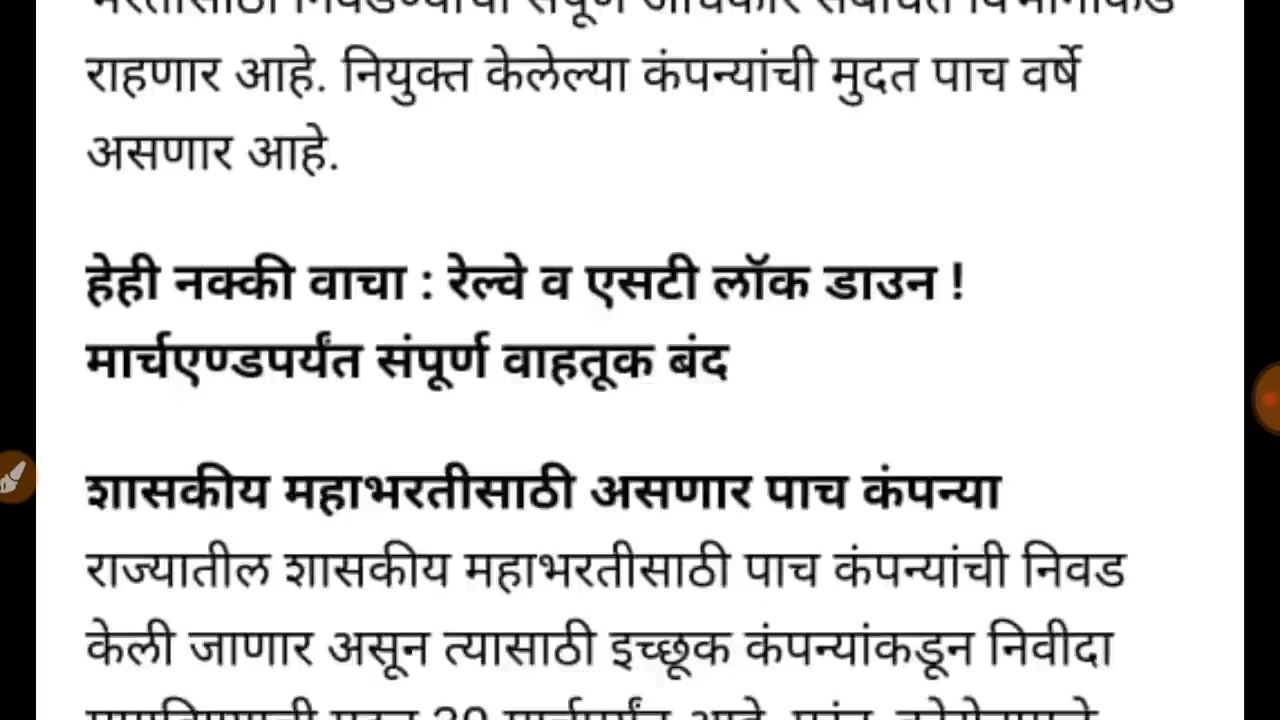 राहणार आहे. नियुक्त केलेल्या कंपन्यांची मुदत पाच वर्षे
असणार आहे.
हेही नक्की वाचा : रेल्वे व एसटी लॉक डाउन !
मार्चएण्डपर्यंत संपूर्ण वाहतूक बंद
शासकीय महाभरतीसाठी असणार पाच कंपन्या
राज्यातील शासकीय महाभरतीसाठी पाच कंपन्यांची निवड
केली जाणार असून त्यासाठी इच्छूक कंपन्यांकडून निवीदा